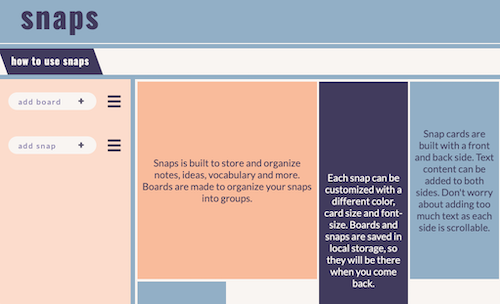 snaps
how to use snaps
add board +
add snap +
Snaps is built to store and organize
notes, ideas, vocabulary and more.
Boards are made to organize your snaps
into groups.
Each snap can be
customized with a
different color,
card size and font-
size. Boards and
snaps are saved in
local storage, so
they will be there
when you come
back.
Snap cards are
built with a front
and back side. Text
content can be
added to both
sides. Don't worry
about adding too
much text as each
side is scrollable.